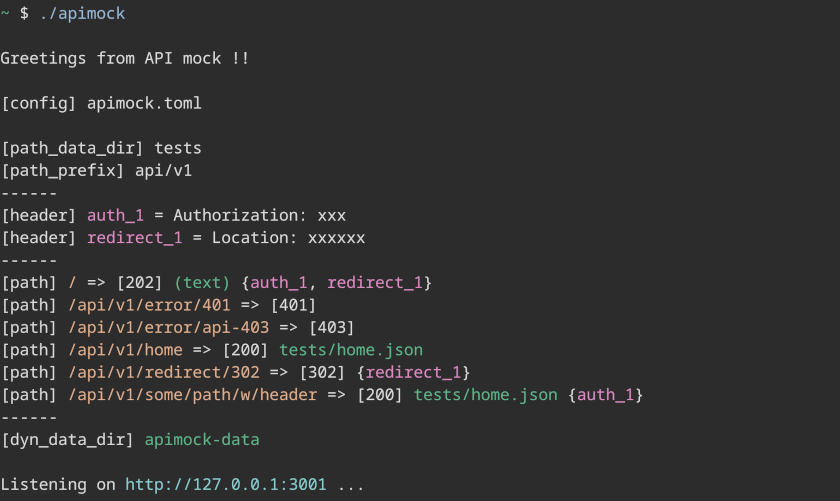 ~ $ ./apimock
Greetings from API mock !!
[config] apimock.toml
[path_data_dir] tests
[path_prefix] api/v1
------
[header] auth_1 = Authorization: xxx
[header] redirect_1 = Location: xxxxxx
------
[path] / => [202] (text) {auth_1, redirect_1}
[path] /api/v1/error/401 => [401]
[path] /api/v1/error/api-403 => [403]
[path] /api/v1/home => [200] tests/home.json
[path] /api/v1/redirect/302 => [302] {redirect_1}
[path] /api/v1/some/path/w/header => [200] tests/home.json {auth_1}
------
[dyn_data_dir] apimock-data
Listening on http://127.0.0.1:3001 ...